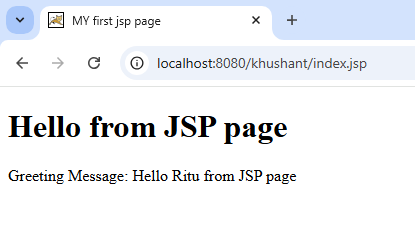 MY first jsp page
localhost:8080/khushant/index.jsp
Hello from JSP page
Greeting Message: Hello Ritu from JSP page